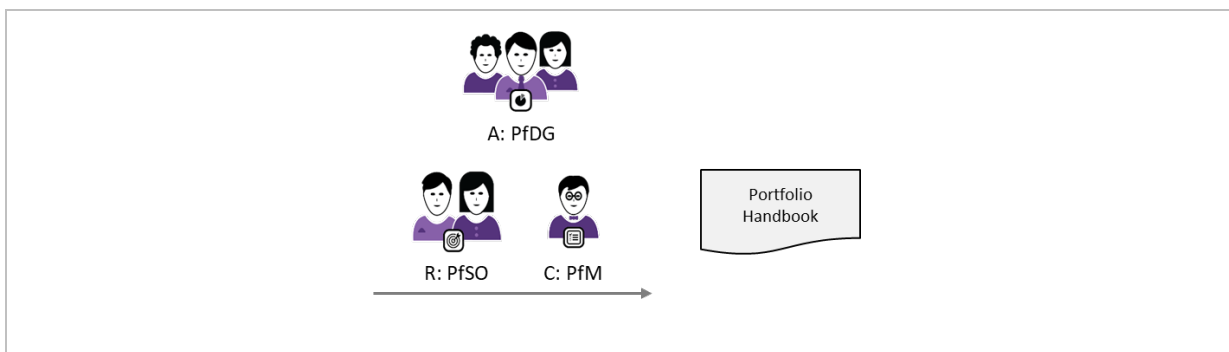 A: PfDG
R: PfSO
C: PfM
Portfolio
Handbook